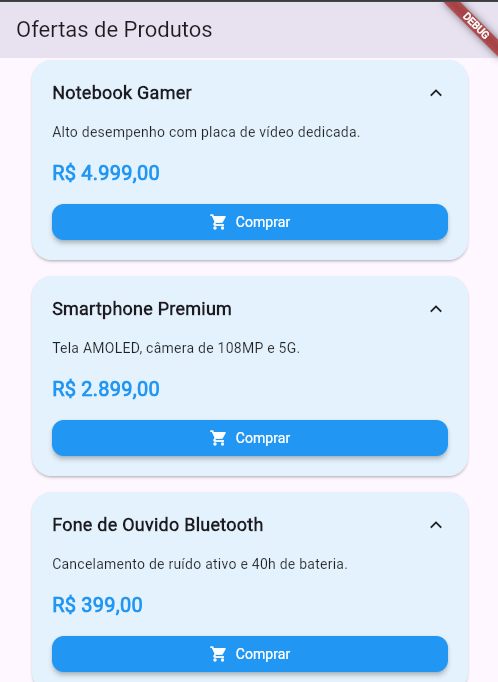 Ofertas de Produtos
DEBUG
Notebook Gamer
Alto desempenho com placa de vídeo dedicada.
R$ 4.999,00
Comprar
Smartphone Premium
Tela AMOLED, câmera de 108MP e 5G.
R$ 2.899,00
Comprar
Fone de Ouvido Bluetooth
Cancelamento de ruído ativo e 40h de bateria.
R$ 399,00
Comprar